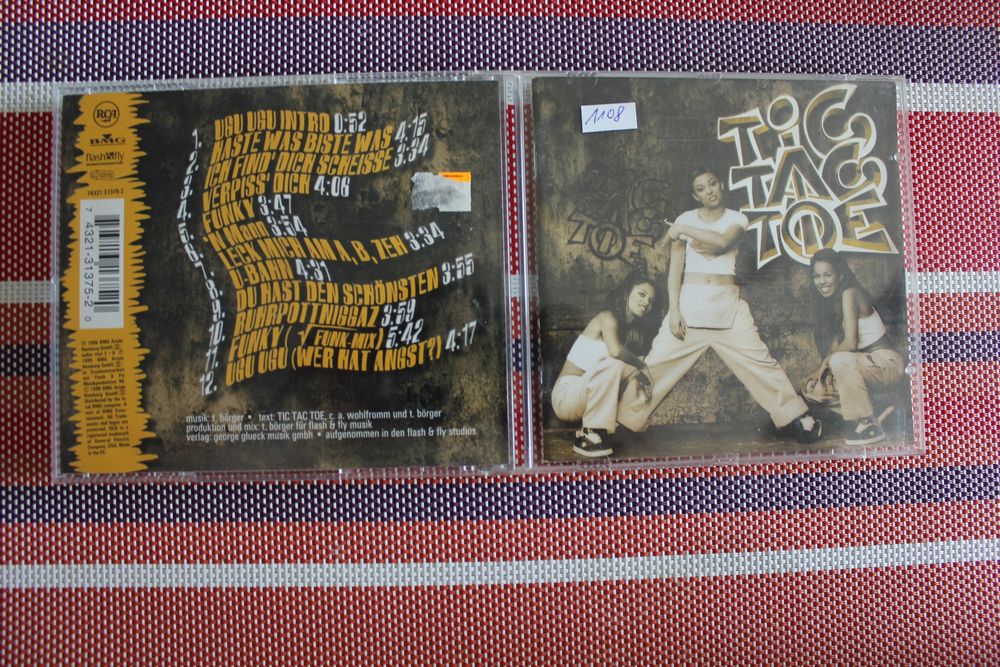 RCA
BMG
flash&fly
74321 31375 2
7 4321-31375-2 0
1. UGU UGU INTRO 0:52
2. HASTE WAS BISTE WAS 4:15
3. ICH FIND' DICH SCHEISSE 3:34
4. VERPISS' DICH 4:06
5. FUNKY 3:47
6. 'N Mann 3:54
7. LECK MICH AM A, B, ZEH 3:34
8. U-BAHN 4:31
9. DU HAST DEN SCHÖNSTEN 3:55
10. RUHRPOTTNIGGAZ 3:59
11. FUNKY (√FUNK-MIX) 5:42
12. UGU UGU (WER HAT ANGST?) 4:17
musik: t. börger • text: TIC TAC TOE, c. a. wohlfromm und t. börger
produktion und mix: t. börger für flash & fly musik
verlag: george glueck musik gmbh • aufgenommen in den flash & fly studios
1108
TIC
TAC
TOE